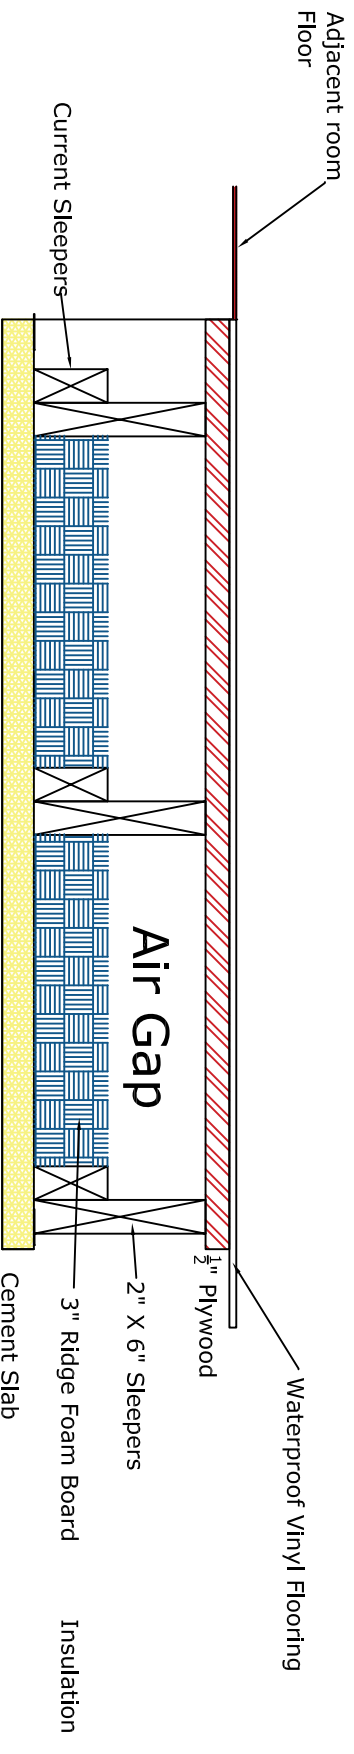 Adjacent room
Floor
Current Sleepers
Air Gap
Waterproof Vinyl Flooring
1/2" Plywood
2" X 6" Sleepers
3" Ridge Foam Board Insulation
Cement Slab